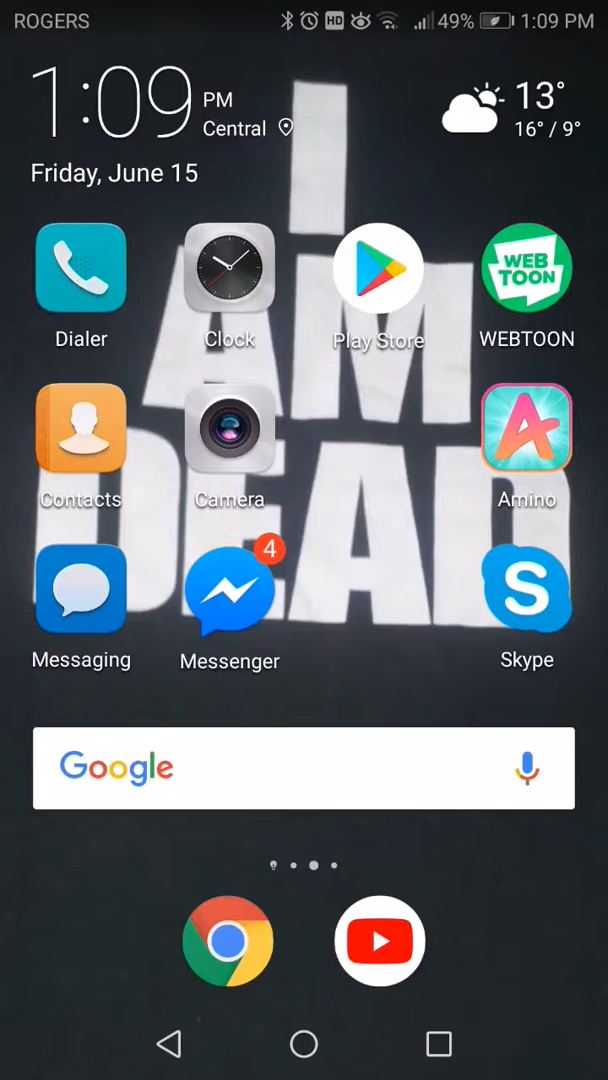 ROGERS HD 49% 1:09 PM
1:09 PM
Central
13°
16° / 9°
Friday, June 15
I
AM
DEAD
WEB
TOON
Dialer Clock Play Store WEBTOON
A
Contacts Camera Amino
4
S
Messaging Messenger Skype
Google